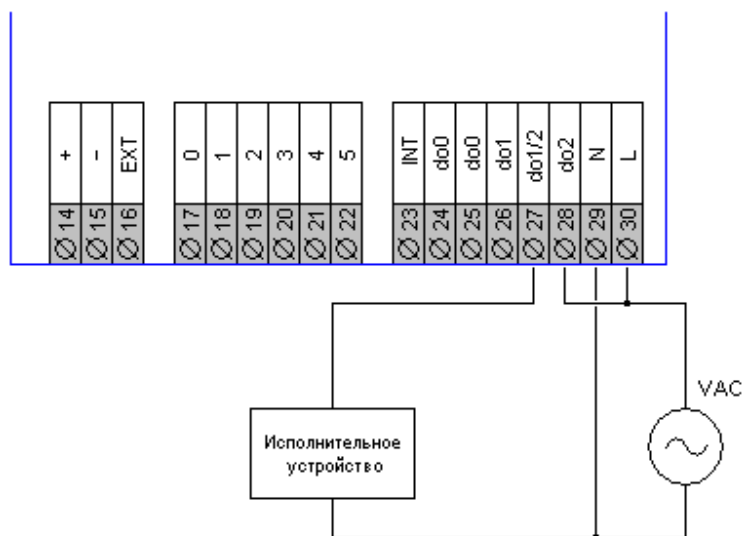 + − EXT 0 1 2 3 4 5 INT do0 do0 do1 do1/2 do2 N L
14 15 16 17 18 19 20 21 22 23 24 25 26 27 28 29 30
VAC
Исполнительное
устройство